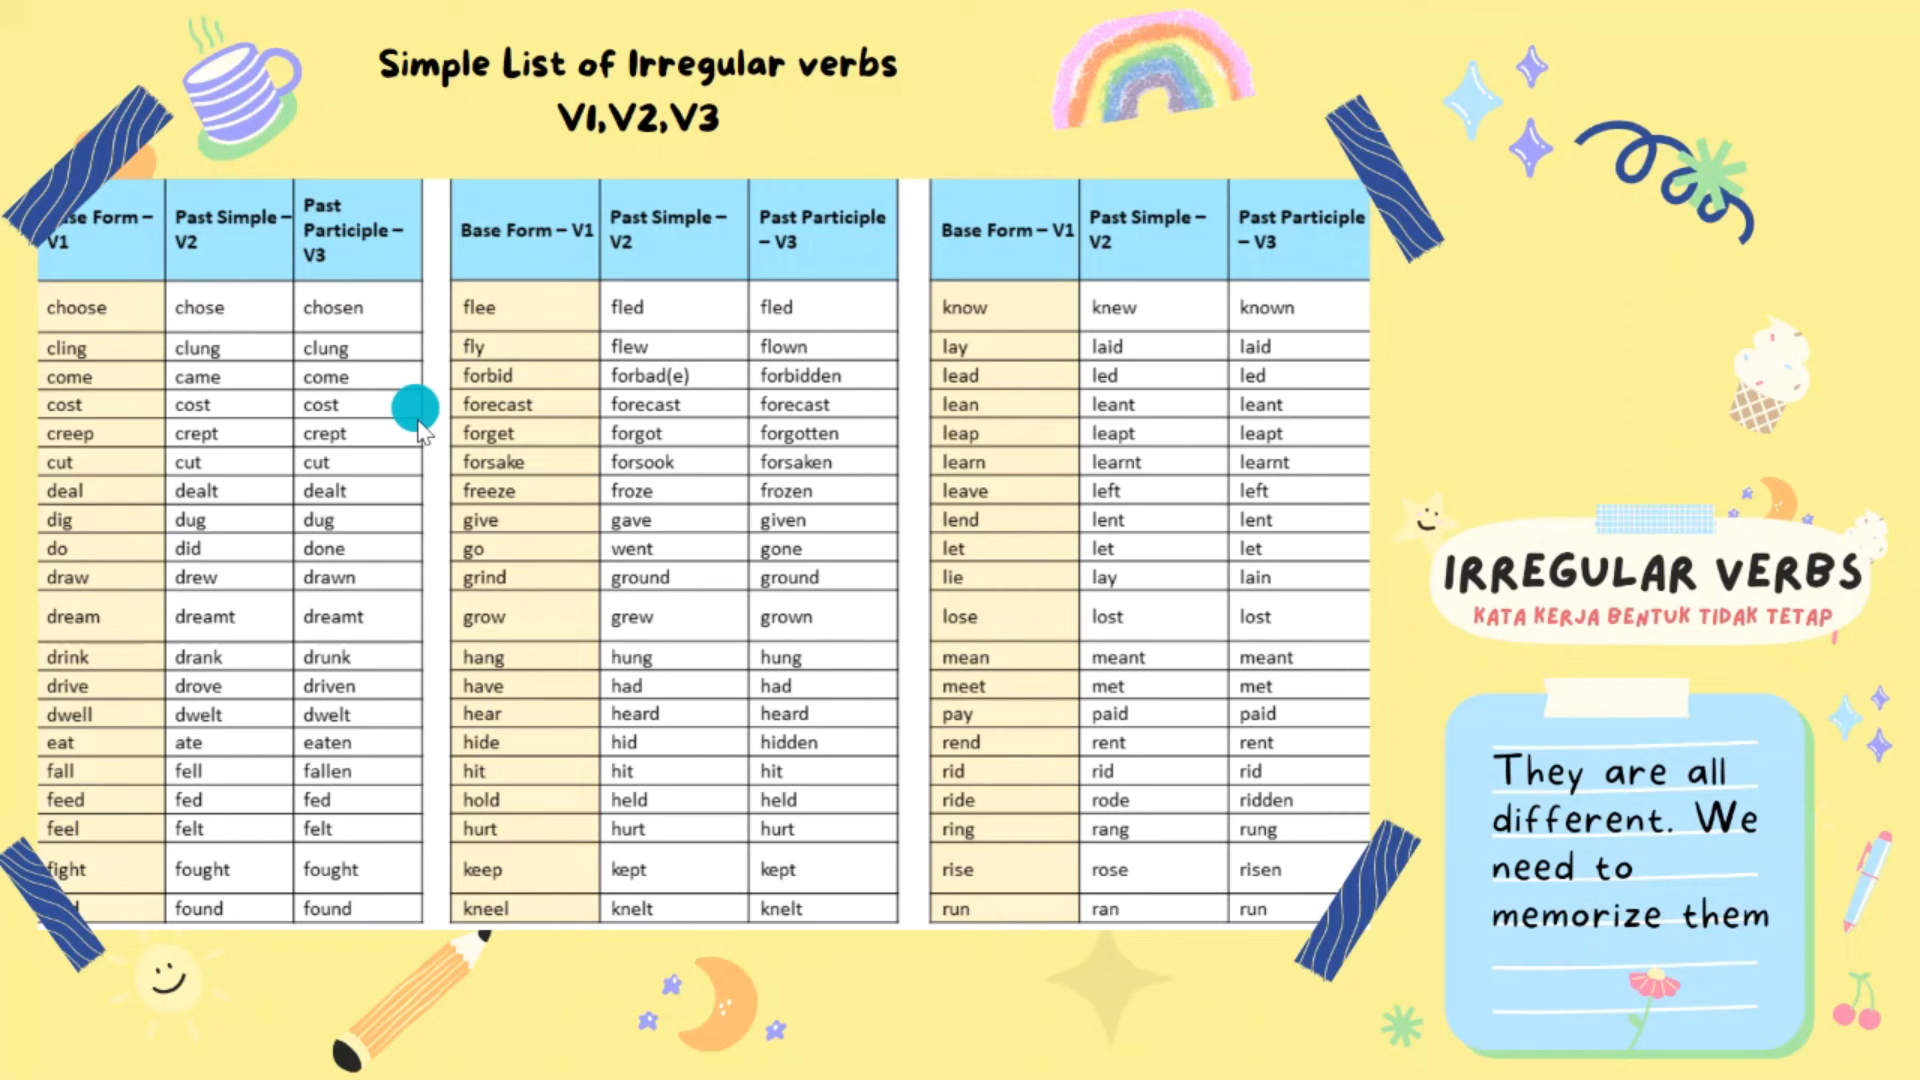 Simple List of Irregular verbs
V1,V2,V3
Base Form – V1 Past Simple – V2 Past Participle – V3
choose chose chosen
cling clung clung
come came come
cost cost cost
creep crept crept
cut cut cut
deal dealt dealt
dig dug dug
do did done
draw drew drawn
dream dreamt dreamt
drink drank drunk
drive drove driven
dwell dwelt dwelt
eat ate eaten
fall fell fallen
feed fed fed
feel felt felt
fight fought fought
found found
Base Form – V1 Past Simple – V2 Past Participle – V3
flee fled fled
fly flew flown
forbid forbad(e) forbidden
forecast forecast forecast
forget forgot forgotten
forsake forsook forsaken
freeze froze frozen
give gave given
go went gone
grind ground ground
grow grew grown
hang hung hung
have had had
hear heard heard
hide hid hidden
hit hit hit
hold held held
hurt hurt hurt
keep kept kept
kneel knelt knelt
Base Form – V1 Past Simple – V2 Past Participle – V3
know knew known
lay laid laid
lead led led
lean leant leant
leap leapt leapt
learn learnt learnt
leave left left
lend lent lent
let let let
lie lay lain
lose lost lost
mean meant meant
meet met met
pay paid paid
rend rent rent
rid rid rid
ride rode ridden
ring rang rung
rise rose risen
run ran run
IRREGULAR VERBS
KATA KERJA BENTUK TIDAK TETAP
They are all
different. We
need to
memorize them